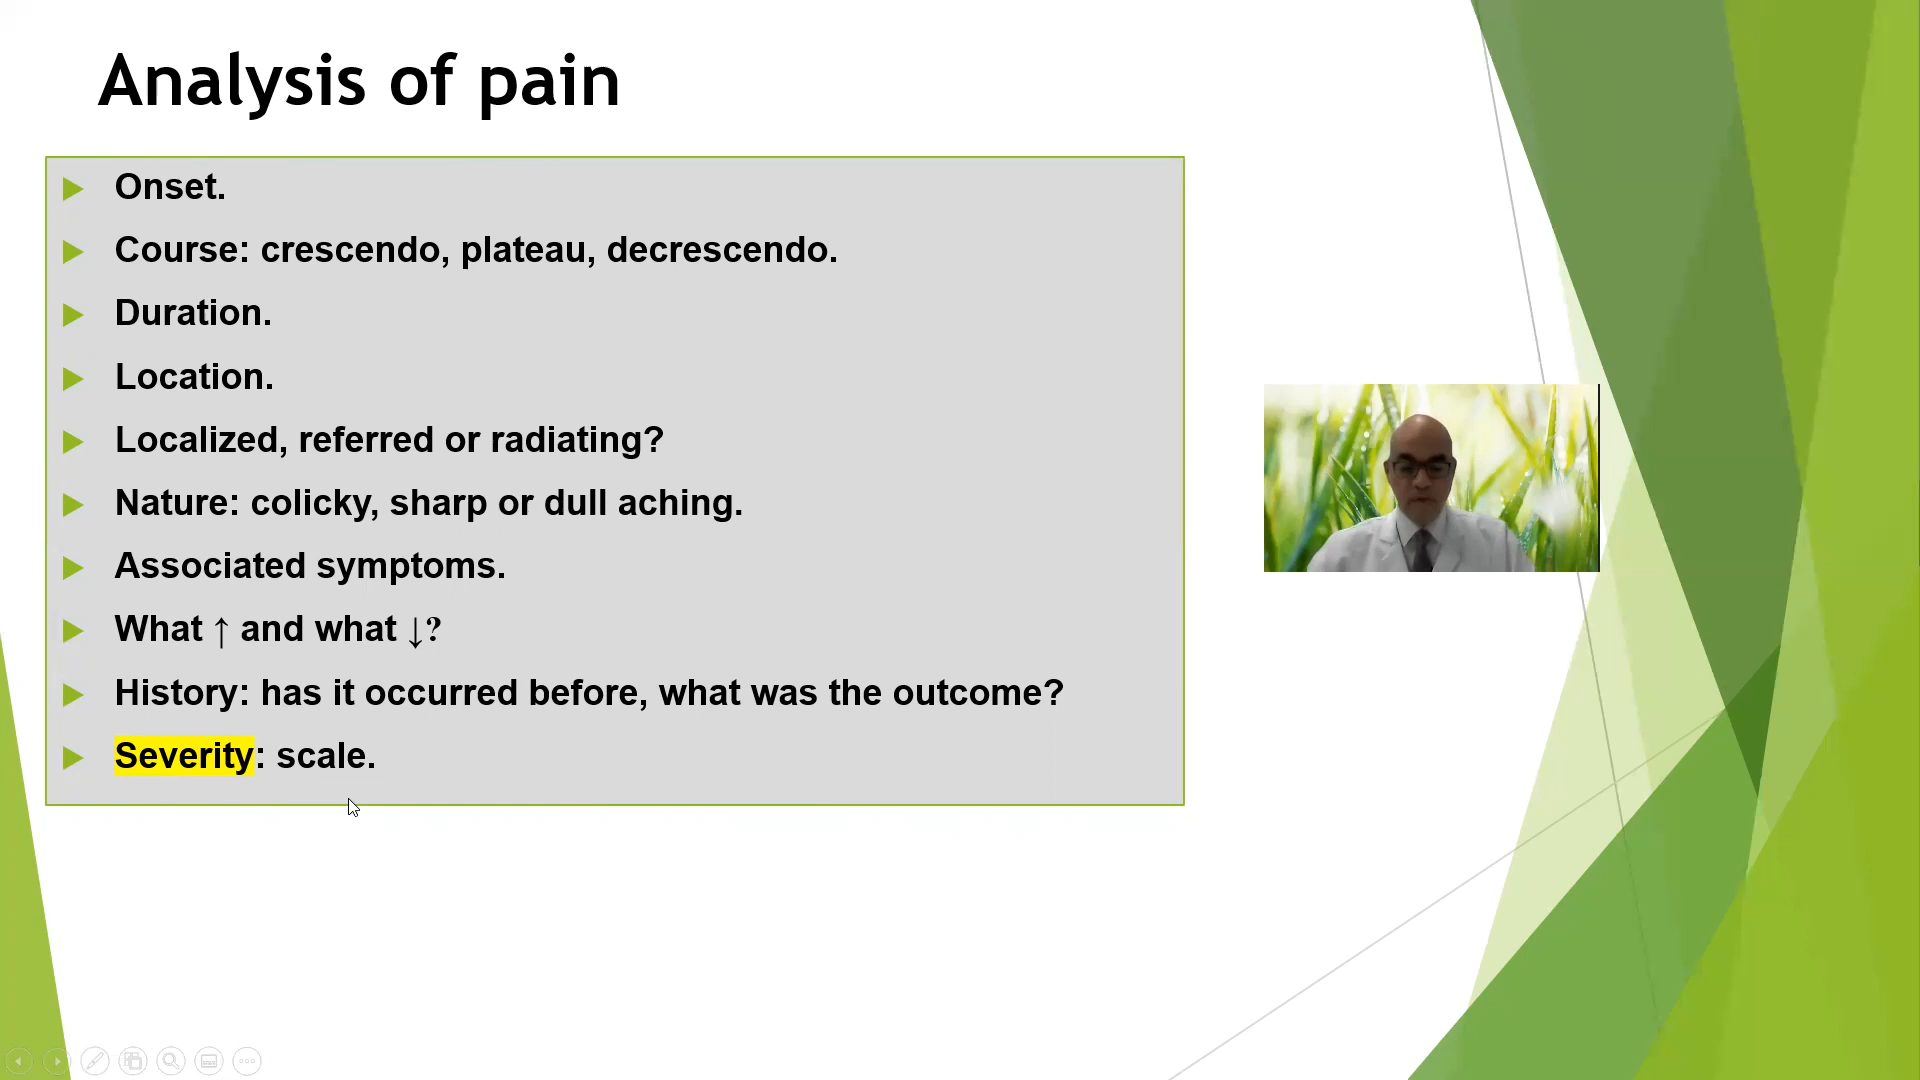 Analysis of pain
Onset.
Course: crescendo, plateau, decrescendo.
Duration.
Location.
Localized, referred or radiating?
Nature: colicky, sharp or dull aching.
Associated symptoms.
What ↑ and what ↓?
History: has it occurred before, what was the outcome?
Severity: scale.